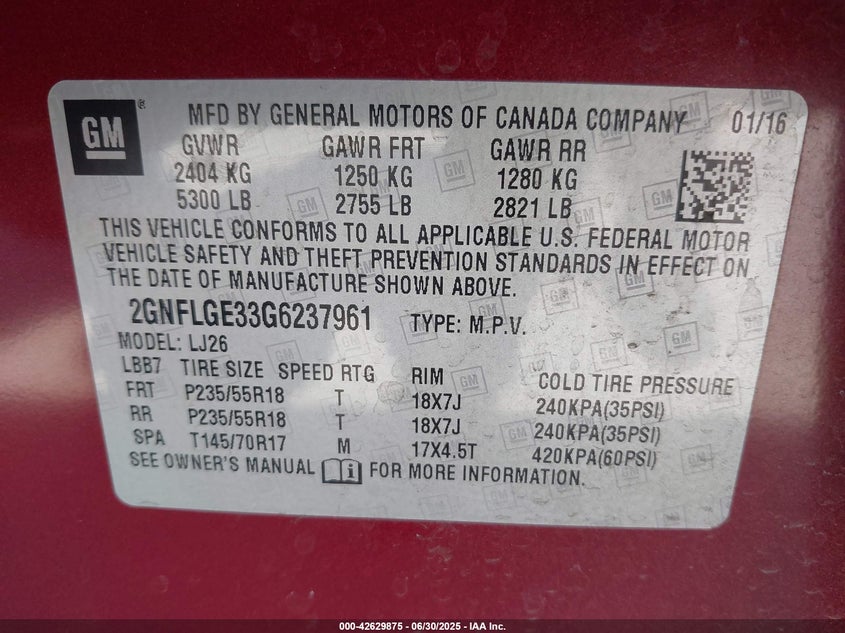 GM® MFD BY GENERAL MOTORS OF CANADA COMPANY 01/16
GVWR GAWR FRT GAWR RR
2404 KG 1250 KG 1280 KG
5300 LB 2755 LB 2821 LB
THIS VEHICLE CONFORMS TO ALL APPLICABLE U.S. FEDERAL MOTOR
VEHICLE SAFETY AND THEFT PREVENTION STANDARDS IN EFFECT ON
THE DATE OF MANUFACTURE SHOWN ABOVE.
2GNFLGE33G6237961 TYPE: M.P.V.
MODEL: LJ26
LBB7 TIRE SIZE SPEED RTG RIM COLD TIRE PRESSURE
FRT P235/55R18 T 18X7J 240KPA(35PSI)
RR P235/55R18 T 18X7J 240KPA(35PSI)
SPA T145/70R17 M 17X4.5T 420KPA(60PSI)
SEE OWNER'S MANUAL FOR MORE INFORMATION.
000-42629875 - 06/30/2025 - IAA Inc.